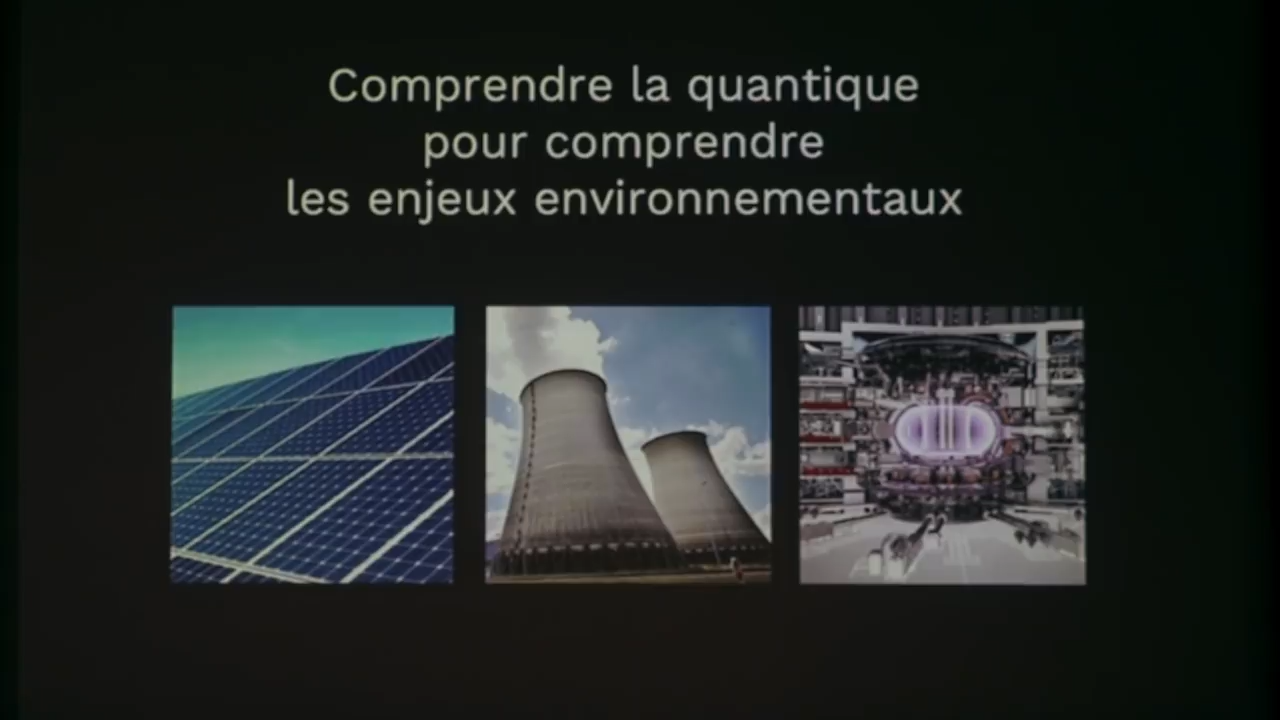 Comprendre la quantique
pour comprendre
les enjeux environnementaux